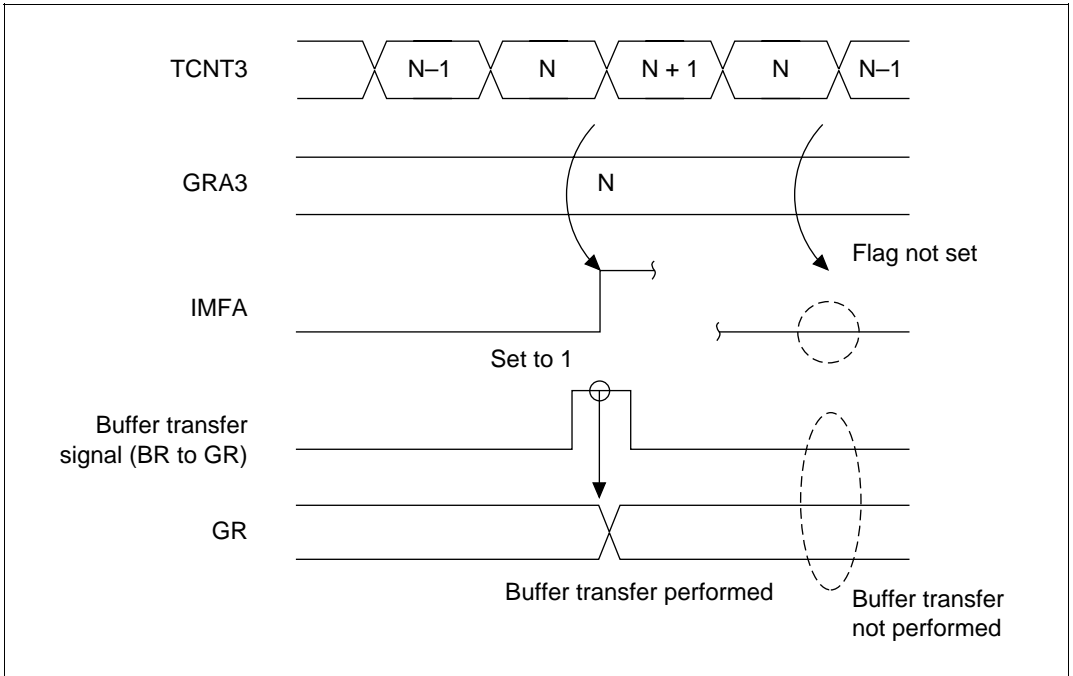 TCNT3
N–1
N
N + 1
N
N–1
GRA3
N
Flag not set
IMFA
Set to 1
Buffer transfer
signal (BR to GR)
GR
Buffer transfer performed
Buffer transfer
not performed